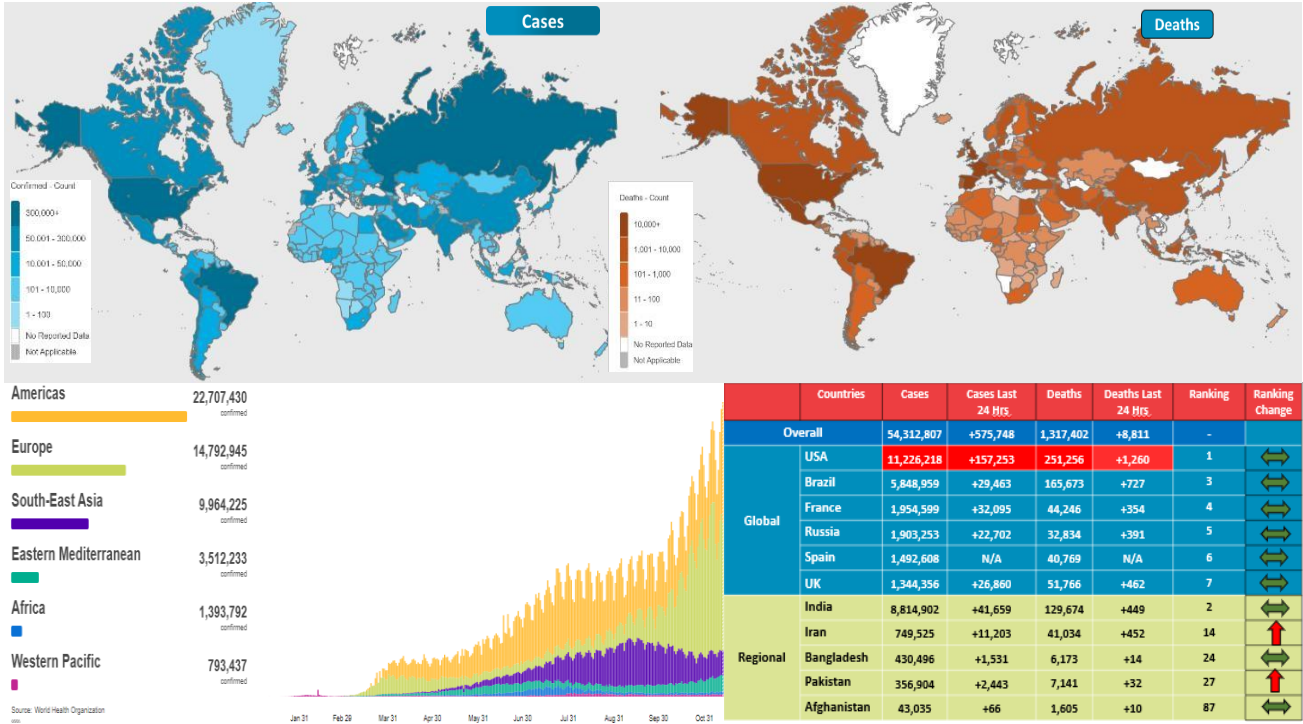 Cases
Deaths
Confirmed - Count
300,000+
50,001 - 300,000
10,001 - 50,000
101 - 10,000
1 - 100
No Reported Data
Not Applicable
Deaths - Count
10,000+
1,001 - 10,000
101 - 1,000
11 - 100
1 - 10
No Reported Data
Not Applicable
Americas 22,707,430
confirmed
Europe 14,792,945
confirmed
South-East Asia 9,964,225
confirmed
Eastern Mediterranean 3,512,233
confirmed
Africa 1,393,792
confirmed
Western Pacific 793,437
confirmed
Source: World Health Organization
Jan 31 Feb 29 Mar 31 Apr 30 May 31 Jun 30 Jul 31 Aug 31 Sep 30 Oct 31
Countries Cases Cases Last 24 Hrs Deaths Deaths Last 24 Hrs Ranking Ranking Change
Overall 54,312,807 +575,748 1,317,402 +8,811 -
Global
USA 11,226,218 +157,253 251,256 +1,260 1
Brazil 5,848,959 +29,463 165,673 +727 3
France 1,954,599 +32,095 44,246 +354 4
Russia 1,903,253 +22,702 32,834 +391 5
Spain 1,492,608 N/A 40,769 N/A 6
UK 1,344,356 +26,860 51,766 +462 7
Regional
India 8,814,902 +41,659 129,674 +449 2
Iran 749,525 +11,203 41,034 +452 14
Bangladesh 430,496 +1,531 6,173 +14 24
Pakistan 356,904 +2,443 7,141 +32 27
Afghanistan 43,035 +66 1,605 +10 87